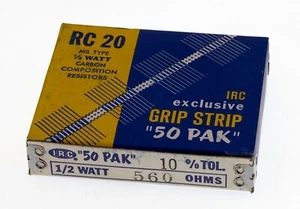 RC 20
MIL TYPE
½ WATT
CARBON
COMPOSITION
RESISTORS
IRC
exclusive
GRIP STRIP
"50 PAK"
IRC "50 PAK" 10 % TOL.
1/2 WATT 560 OHMS